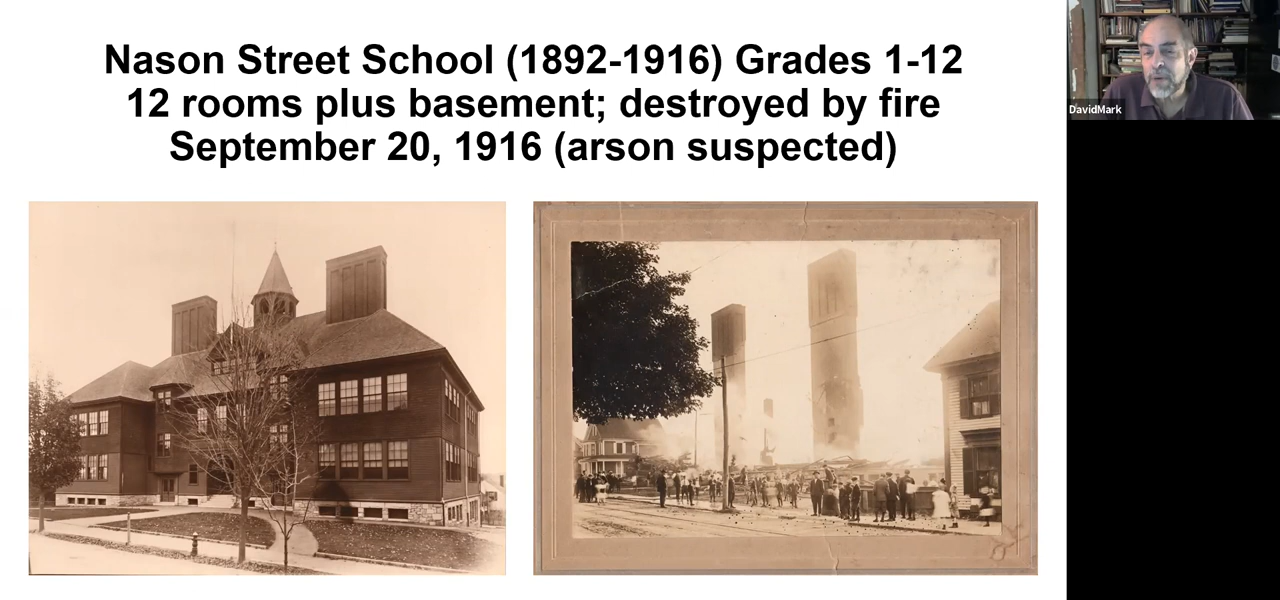 Nason Street School (1892-1916) Grades 1-12
12 rooms plus basement; destroyed by fire
September 20, 1916 (arson suspected)
DavidMark